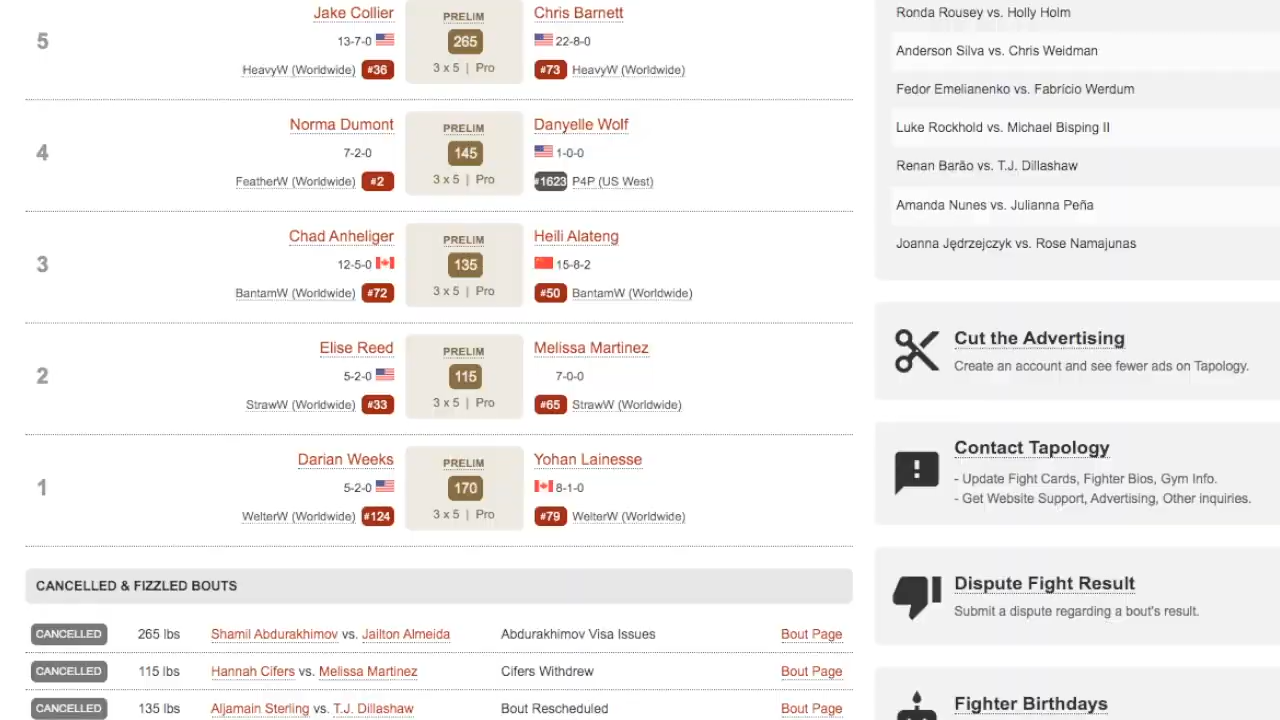 Jake Collier PRELIM Chris Barnett
5 13-7-0 265 22-8-0
HeavyW (Worldwide) #36 3 x 5 | Pro #73 HeavyW (Worldwide)
Norma Dumont PRELIM Danyelle Wolf
4 7-2-0 145 1-0-0
FeatherW (Worldwide) #2 3 x 5 | Pro #1623 P4P (US West)
Chad Anheliger PRELIM Heili Alateng
3 12-5-0 135 15-8-2
BantamW (Worldwide) #72 3 x 5 | Pro #50 BantamW (Worldwide)
Elise Reed PRELIM Melissa Martinez
2 5-2-0 115 7-0-0
StrawW (Worldwide) #33 3 x 5 | Pro #65 StrawW (Worldwide)
Darian Weeks PRELIM Yohan Lainesse
1 5-2-0 170 8-1-0
WelterW (Worldwide) #124 3 x 5 | Pro #79 WelterW (Worldwide)
CANCELLED & FIZZLED BOUTS
CANCELLED 265 lbs Shamil Abdurakhimov vs. Jailton Almeida Abdurakhimov Visa Issues Bout Page
CANCELLED 115 lbs Hannah Cifers vs. Melissa Martinez Cifers Withdrew Bout Page
CANCELLED 135 lbs Aljamain Sterling vs. T.J. Dillashaw Bout Rescheduled Bout Page
Ronda Rousey vs. Holly Holm
Anderson Silva vs. Chris Weidman
Fedor Emelianenko vs. Fabrício Werdum
Luke Rockhold vs. Michael Bisping II
Renan Barão vs. T.J. Dillashaw
Amanda Nunes vs. Julianna Peña
Joanna Jędrzejczyk vs. Rose Namajunas
Cut the Advertising
Create an account and see fewer ads on Tapology.
Contact Tapology
- Update Fight Cards, Fighter Bios, Gym Info.
- Get Website Support, Advertising, Other inquiries.
Dispute Fight Result
Submit a dispute regarding a bout's result.
Fighter Birthdays